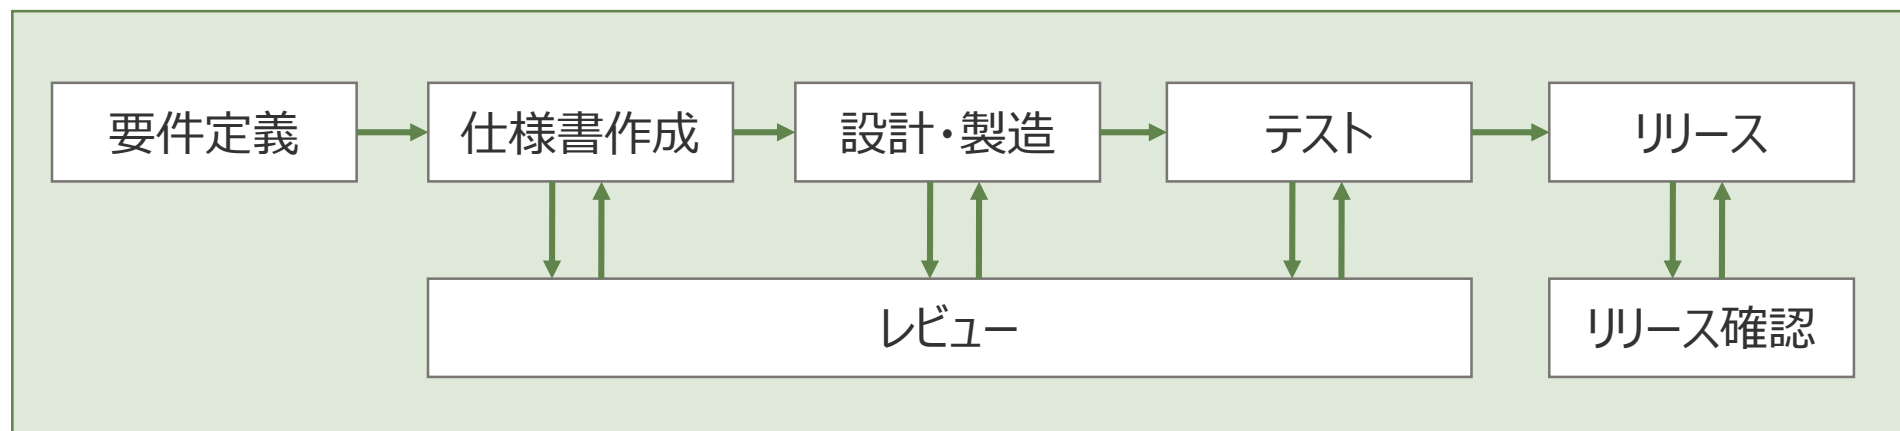 要件定義
仕様書作成
設計・製造
テスト
リリース
レビュー
リリース確認